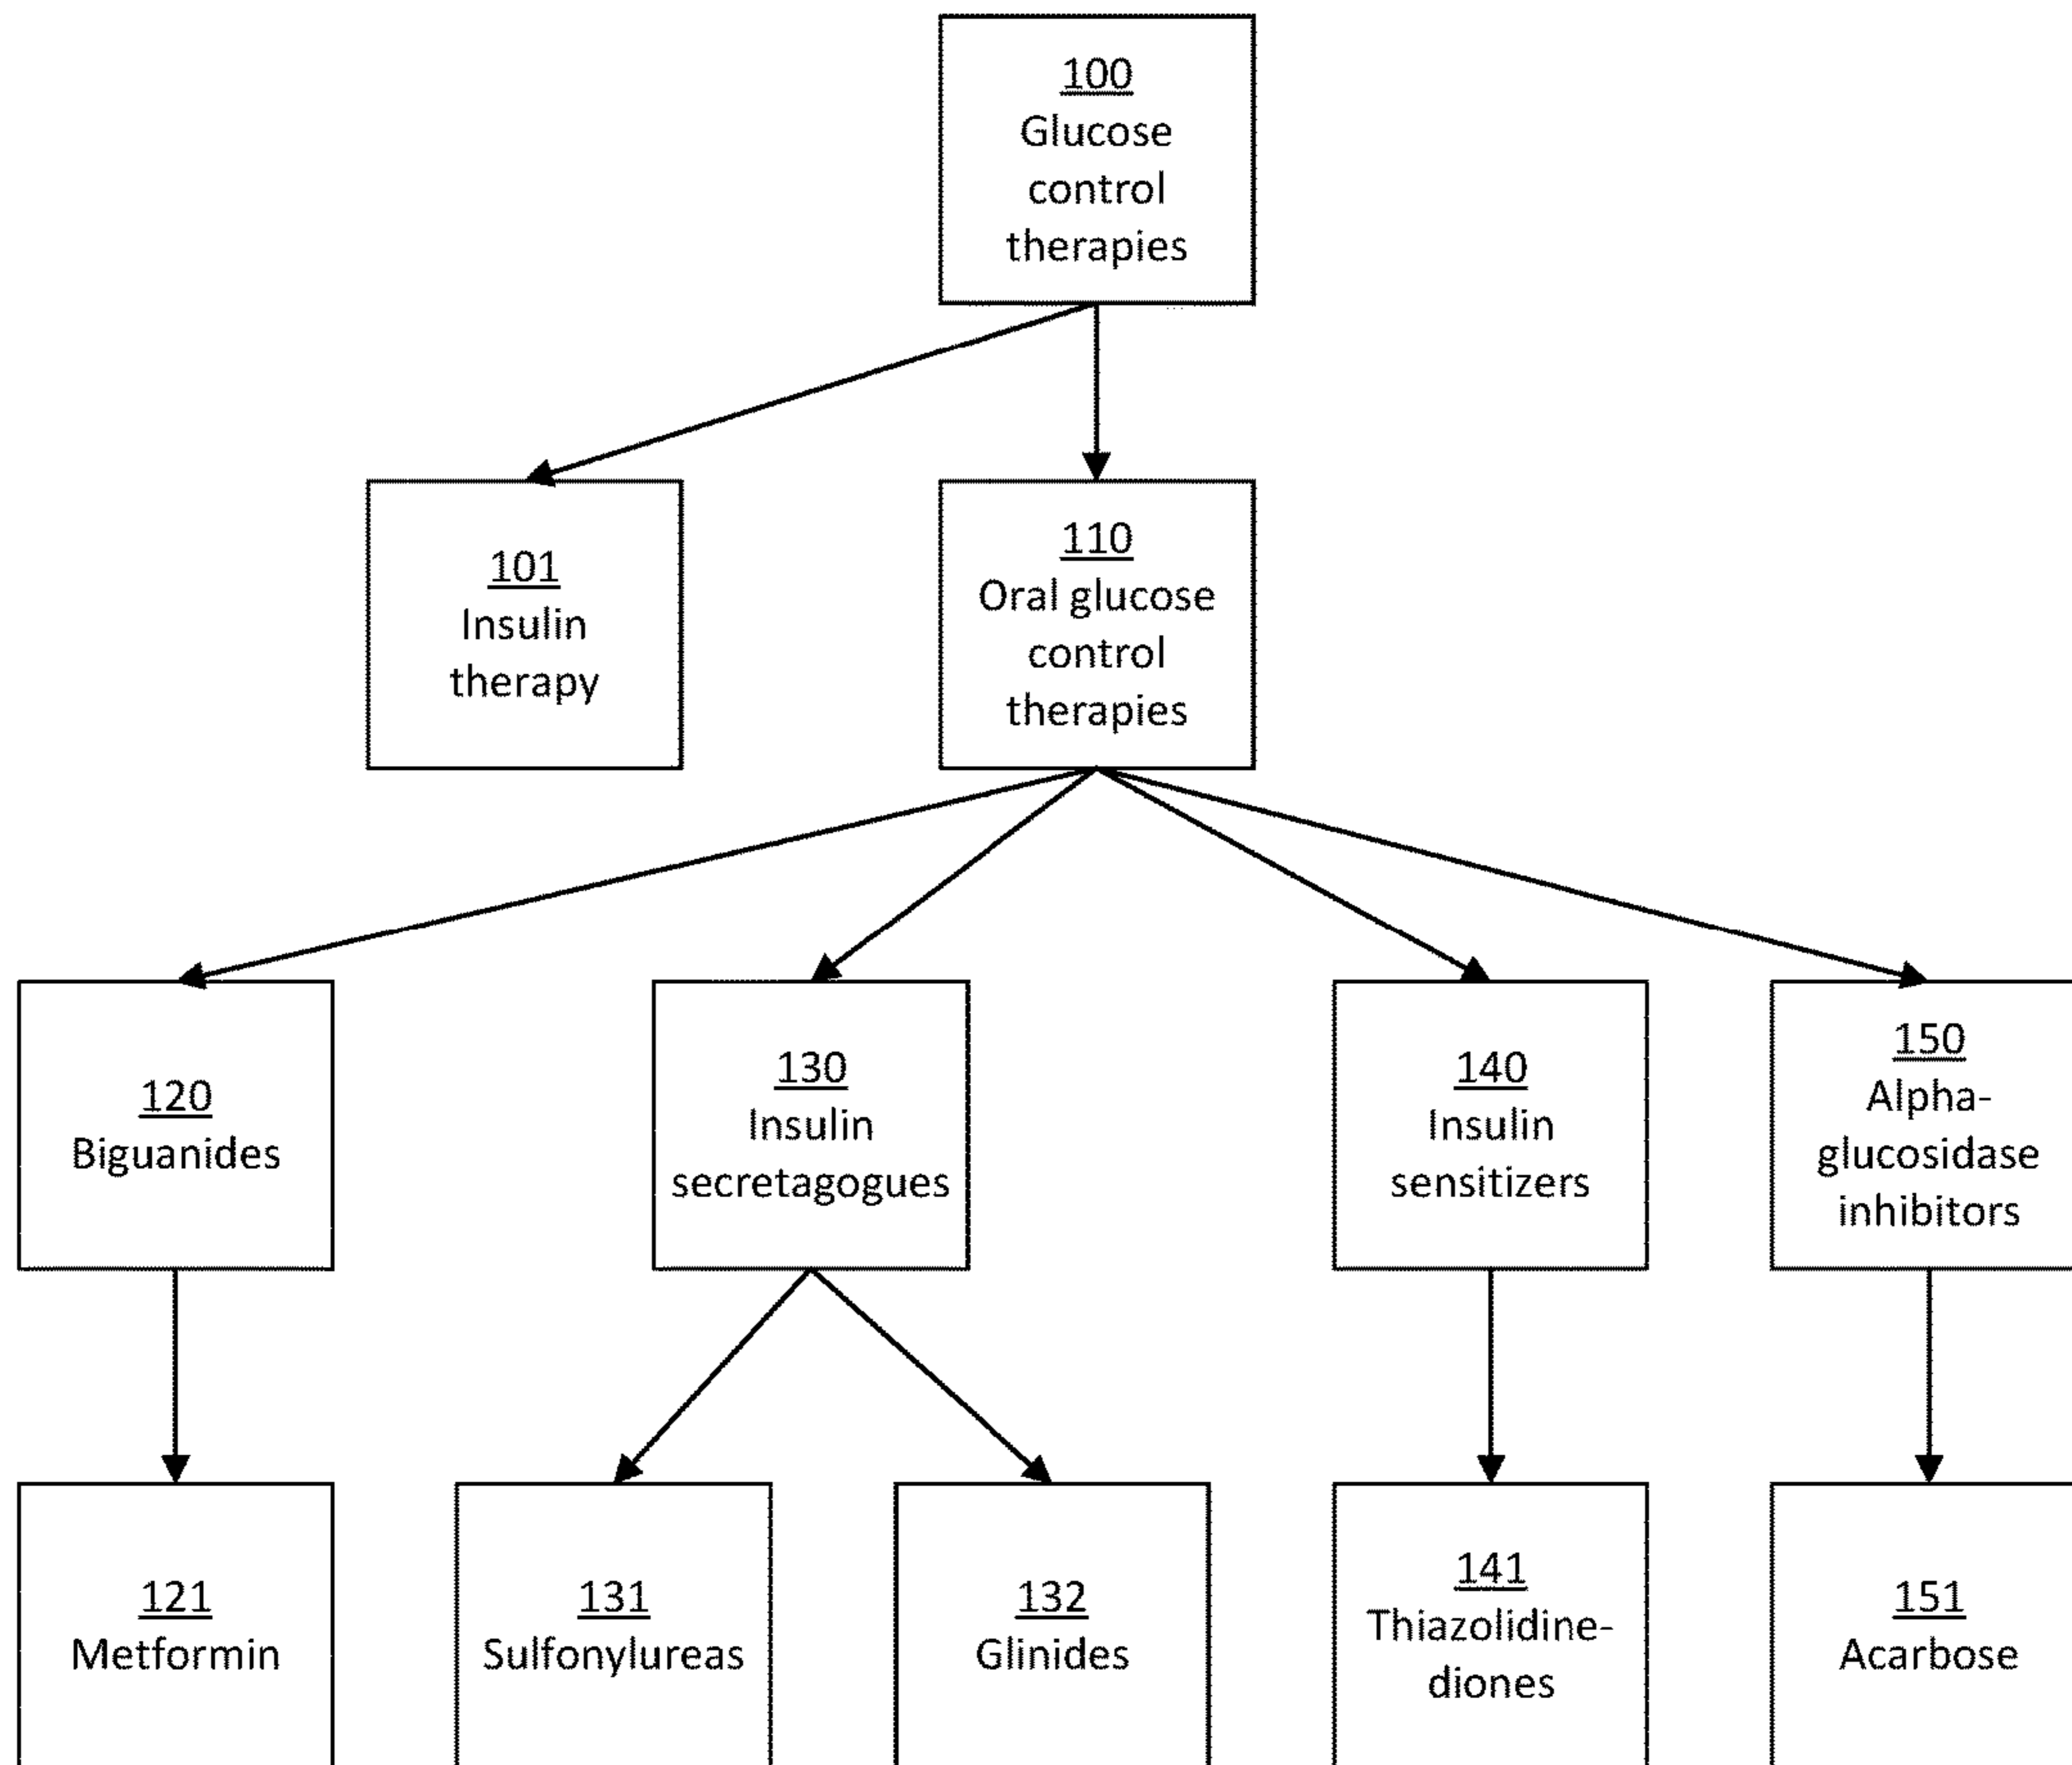 100
Glucose
control
therapies
101
Insulin
therapy
110
Oral glucose
control
therapies
120
Biguanides
130
Insulin
secretagogues
140
Insulin
sensitizers
150
Alpha-
glucosidase
inhibitors
121
Metformin
131
Sulfonylureas
132
Glinides
141
Thiazolidine-
diones
151
Acarbose